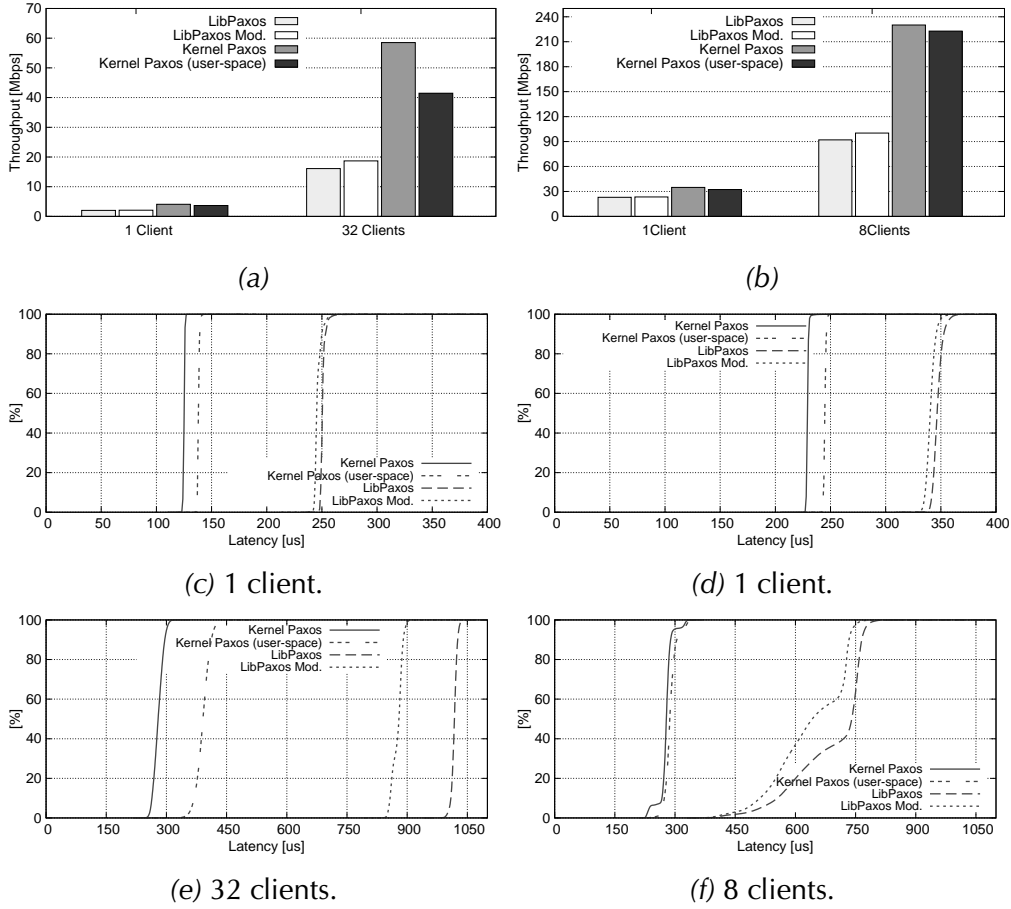 70
60
50
40
30
20
10
0
Throughput [Mbps]
LibPaxos
LibPaxos Mod.
Kernel Paxos
Kernel Paxos (user-space)
1 Client
32 Clients
(a)
240
210
180
150
120
90
60
30
0
Throughput [Mbps]
LibPaxos
LibPaxos Mod.
Kernel Paxos
Kernel Paxos (user-space)
1Client
8Clients
(b)
100
80
60
40
20
0
[%]
Kernel Paxos
Kernel Paxos (user-space)
LibPaxos
LibPaxos Mod.
0 50 100 150 200 250 300 350 400
Latency [us]
(c) 1 client.
100
80
60
40
20
0
[%]
Kernel Paxos
Kernel Paxos (user-space)
LibPaxos
LibPaxos Mod.
0 50 100 150 200 250 300 350 400
Latency [us]
(d) 1 client.
100
80
60
40
20
0
[%]
Kernel Paxos
Kernel Paxos (user-space)
LibPaxos
LibPaxos Mod.
0 150 300 450 600 750 900 1050
Latency [us]
(e) 32 clients.
100
80
60
40
20
0
[%]
Kernel Paxos
Kernel Paxos (user-space)
LibPaxos
LibPaxos Mod.
0 150 300 450 600 750 900 1050
Latency [us]
(f) 8 clients.